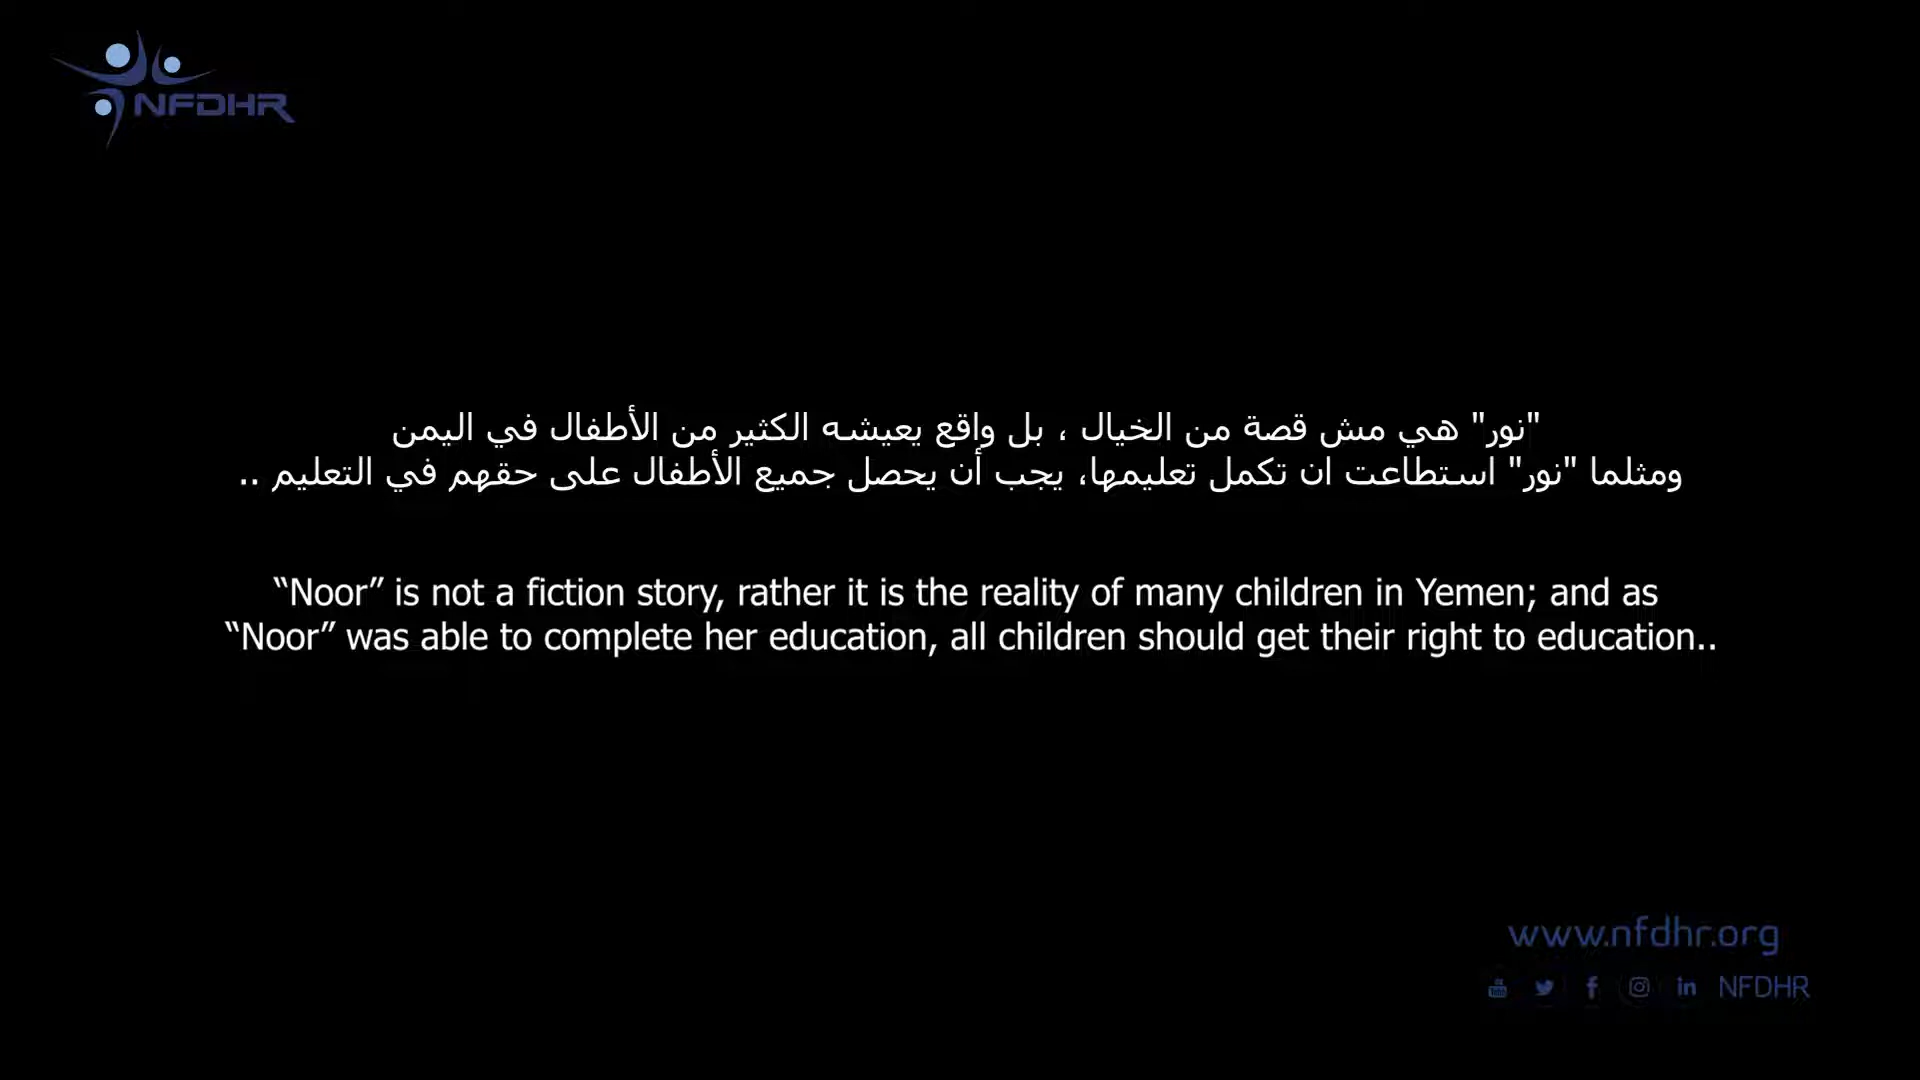 NFDHR
"نور" هي مش قصة من الخيال ، بل واقع يعيشه الكثير من الأطفال في اليمن
ومثلما "نور" استطاعت ان تكمل تعليمها، يجب أن يحصل جميع الأطفال على حقهم في التعليم ..
“Noor” is not a fiction story, rather it is the reality of many children in Yemen; and as
“Noor” was able to complete her education, all children should get their right to education..
www.nfdhr.org
NFDHR